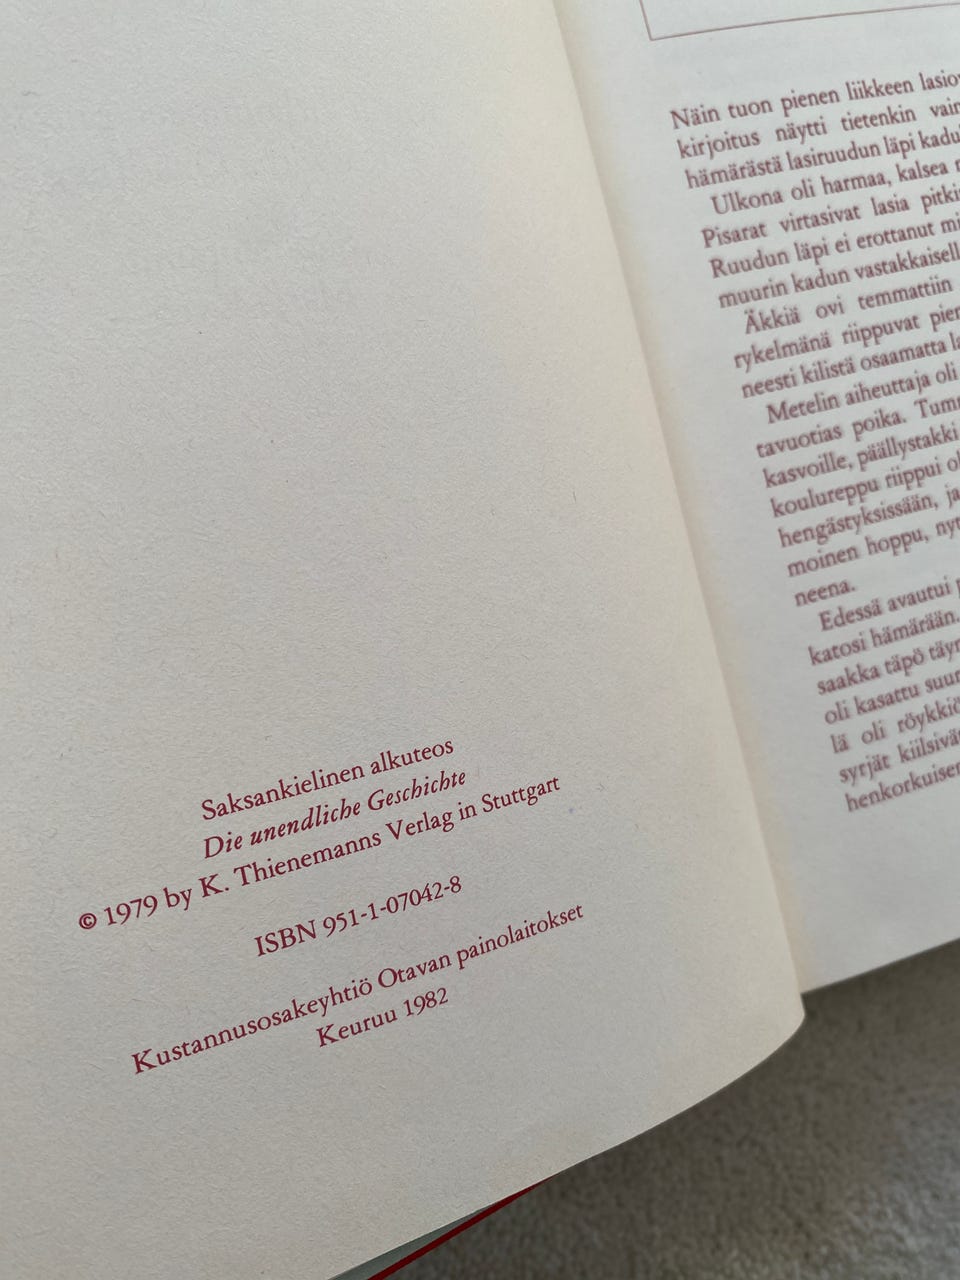 Saksankielinen alkuteos
Die unendliche Geschichte
© 1979 by K. Thienemanns Verlag in Stuttgart
ISBN 951-1-07042-8
Kustannusosakeyhtiö Otavan painolaitokset
Keuruu 1982
Näin tuon pienen liikkeen
kirjoitus näytti tietenkin
hämärästä lasiruudun läpi
Ulkona oli harmaa, kalsea
Pisarat virtasivat lasia
Ruudun läpi ei erottanut
muurin kadun
Äkkiä ovi temmattiin
rykelmänä riippuvat
neesti kilistä osaamatta
Metelin aiheuttaja oli
tavuotias poika.
kasvoille, päällystakki
koulureppu riippui
hengästyksissään,
moinen hoppu,
neena.
Edessä avautui
katosi hämärään.
saakka täpö
oli kasattu
lä oli
syrjät